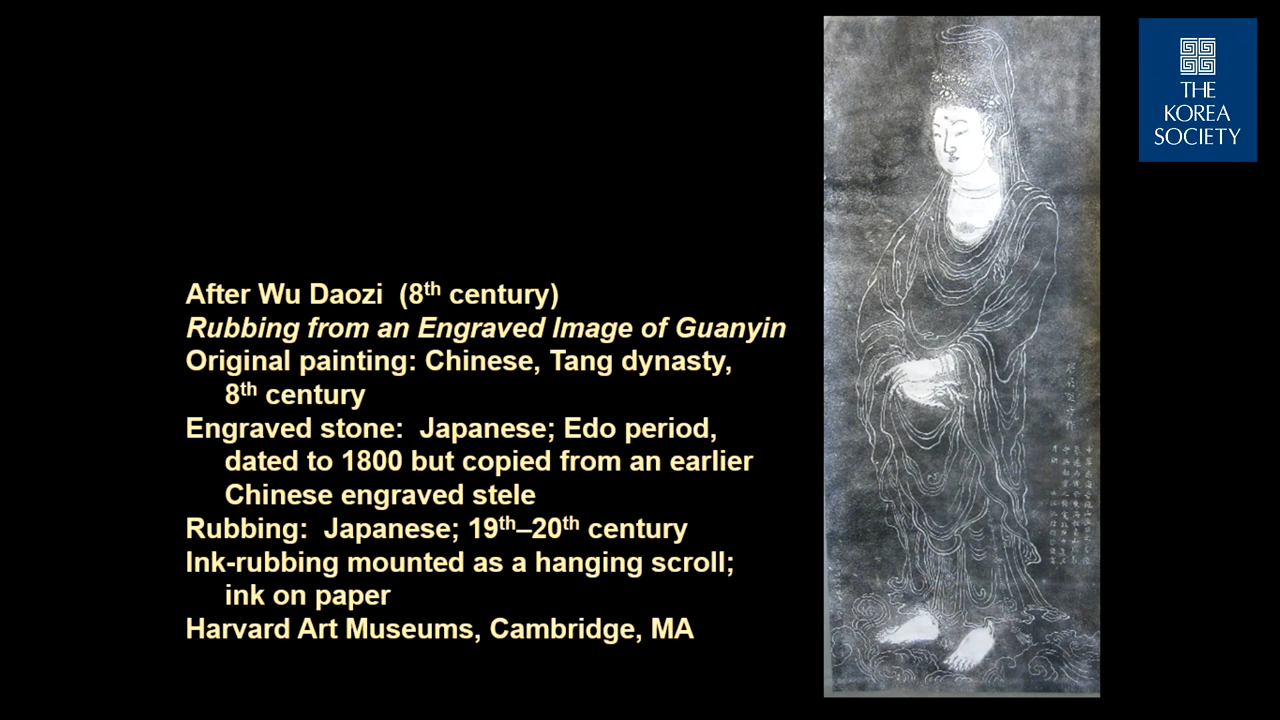 After Wu Daozi (8th century)
Rubbing from an Engraved Image of Guanyin
Original painting: Chinese, Tang dynasty,
8th century
Engraved stone: Japanese; Edo period,
dated to 1800 but copied from an earlier
Chinese engraved stele
Rubbing: Japanese; 19th–20th century
Ink-rubbing mounted as a hanging scroll;
ink on paper
Harvard Art Museums, Cambridge, MA
THE
KOREA
SOCIETY